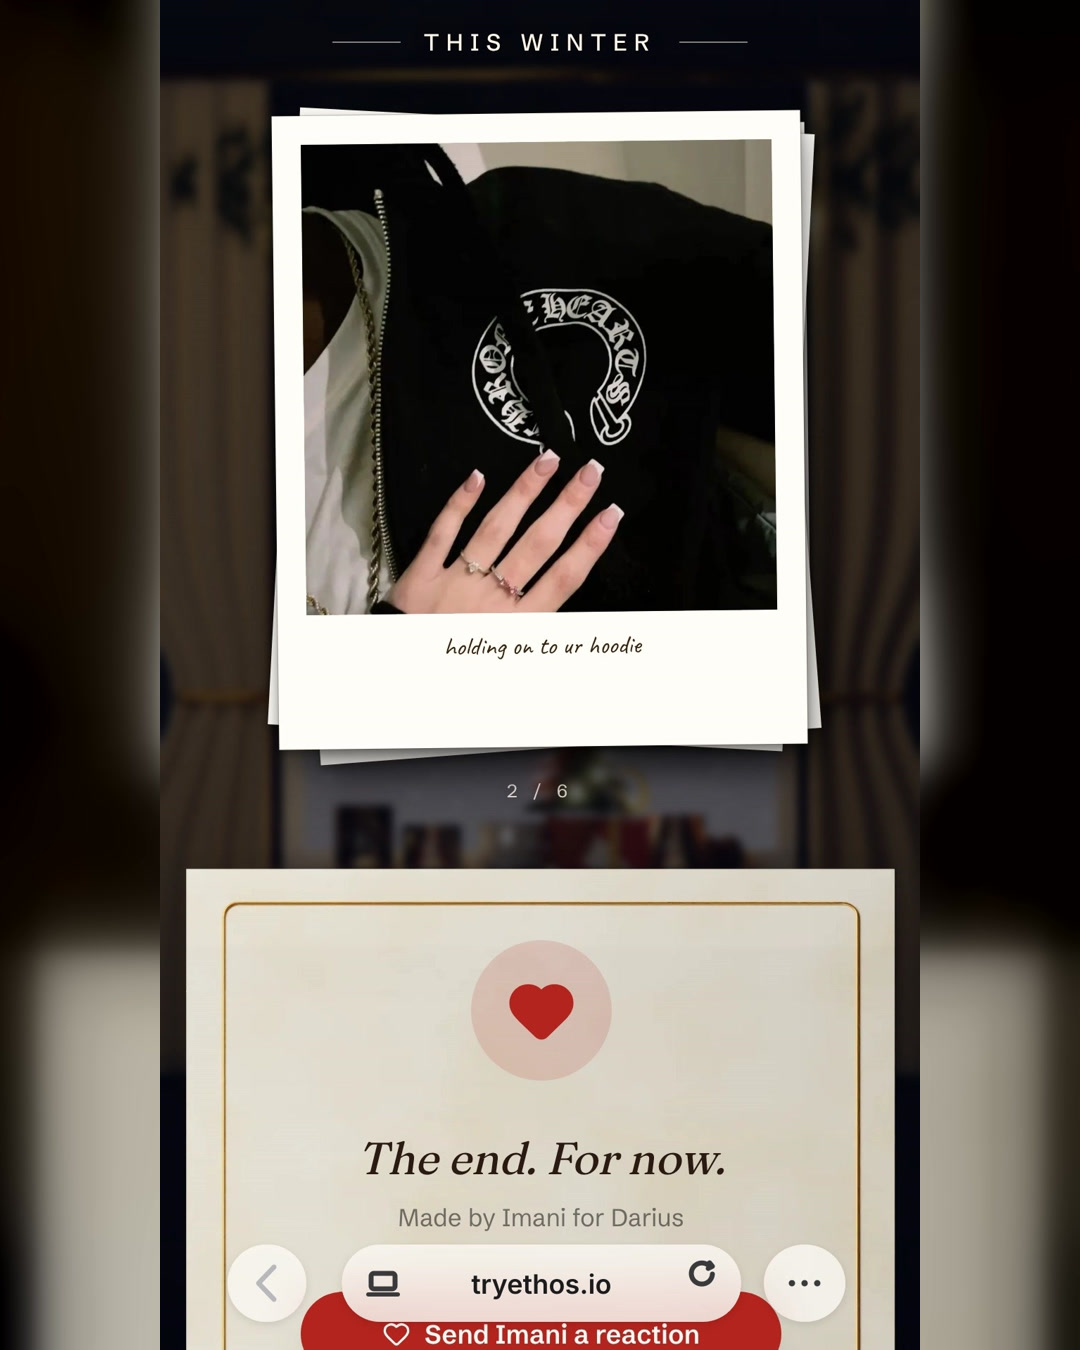 THIS WINTER
HEARTS
holding on to ur hoodie
2 / 6
The end. For now.
Made by Imani for Darius
tryethos.io
Send Imani a reaction